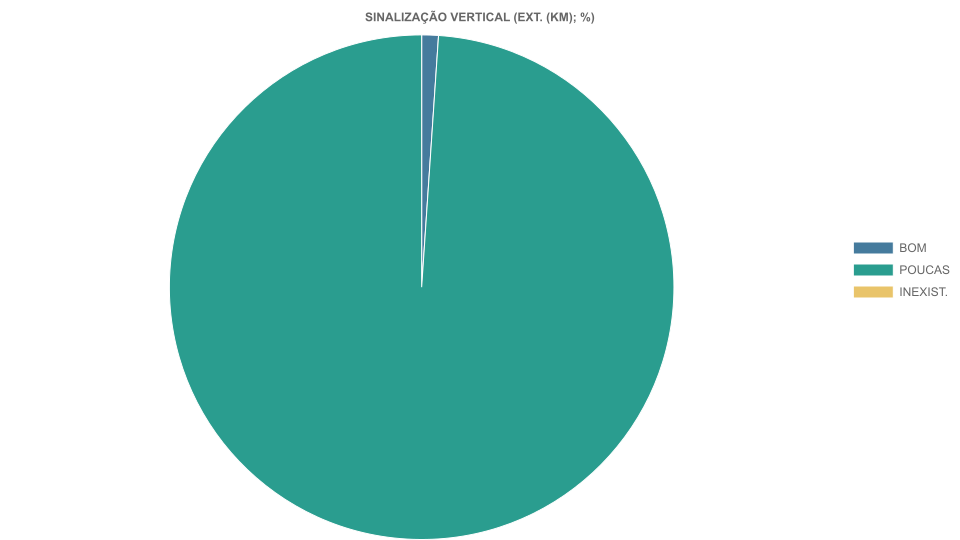 SINALIZAÇÃO VERTICAL (EXT. (KM); %)
BOM
POUCAS
INEXIST.